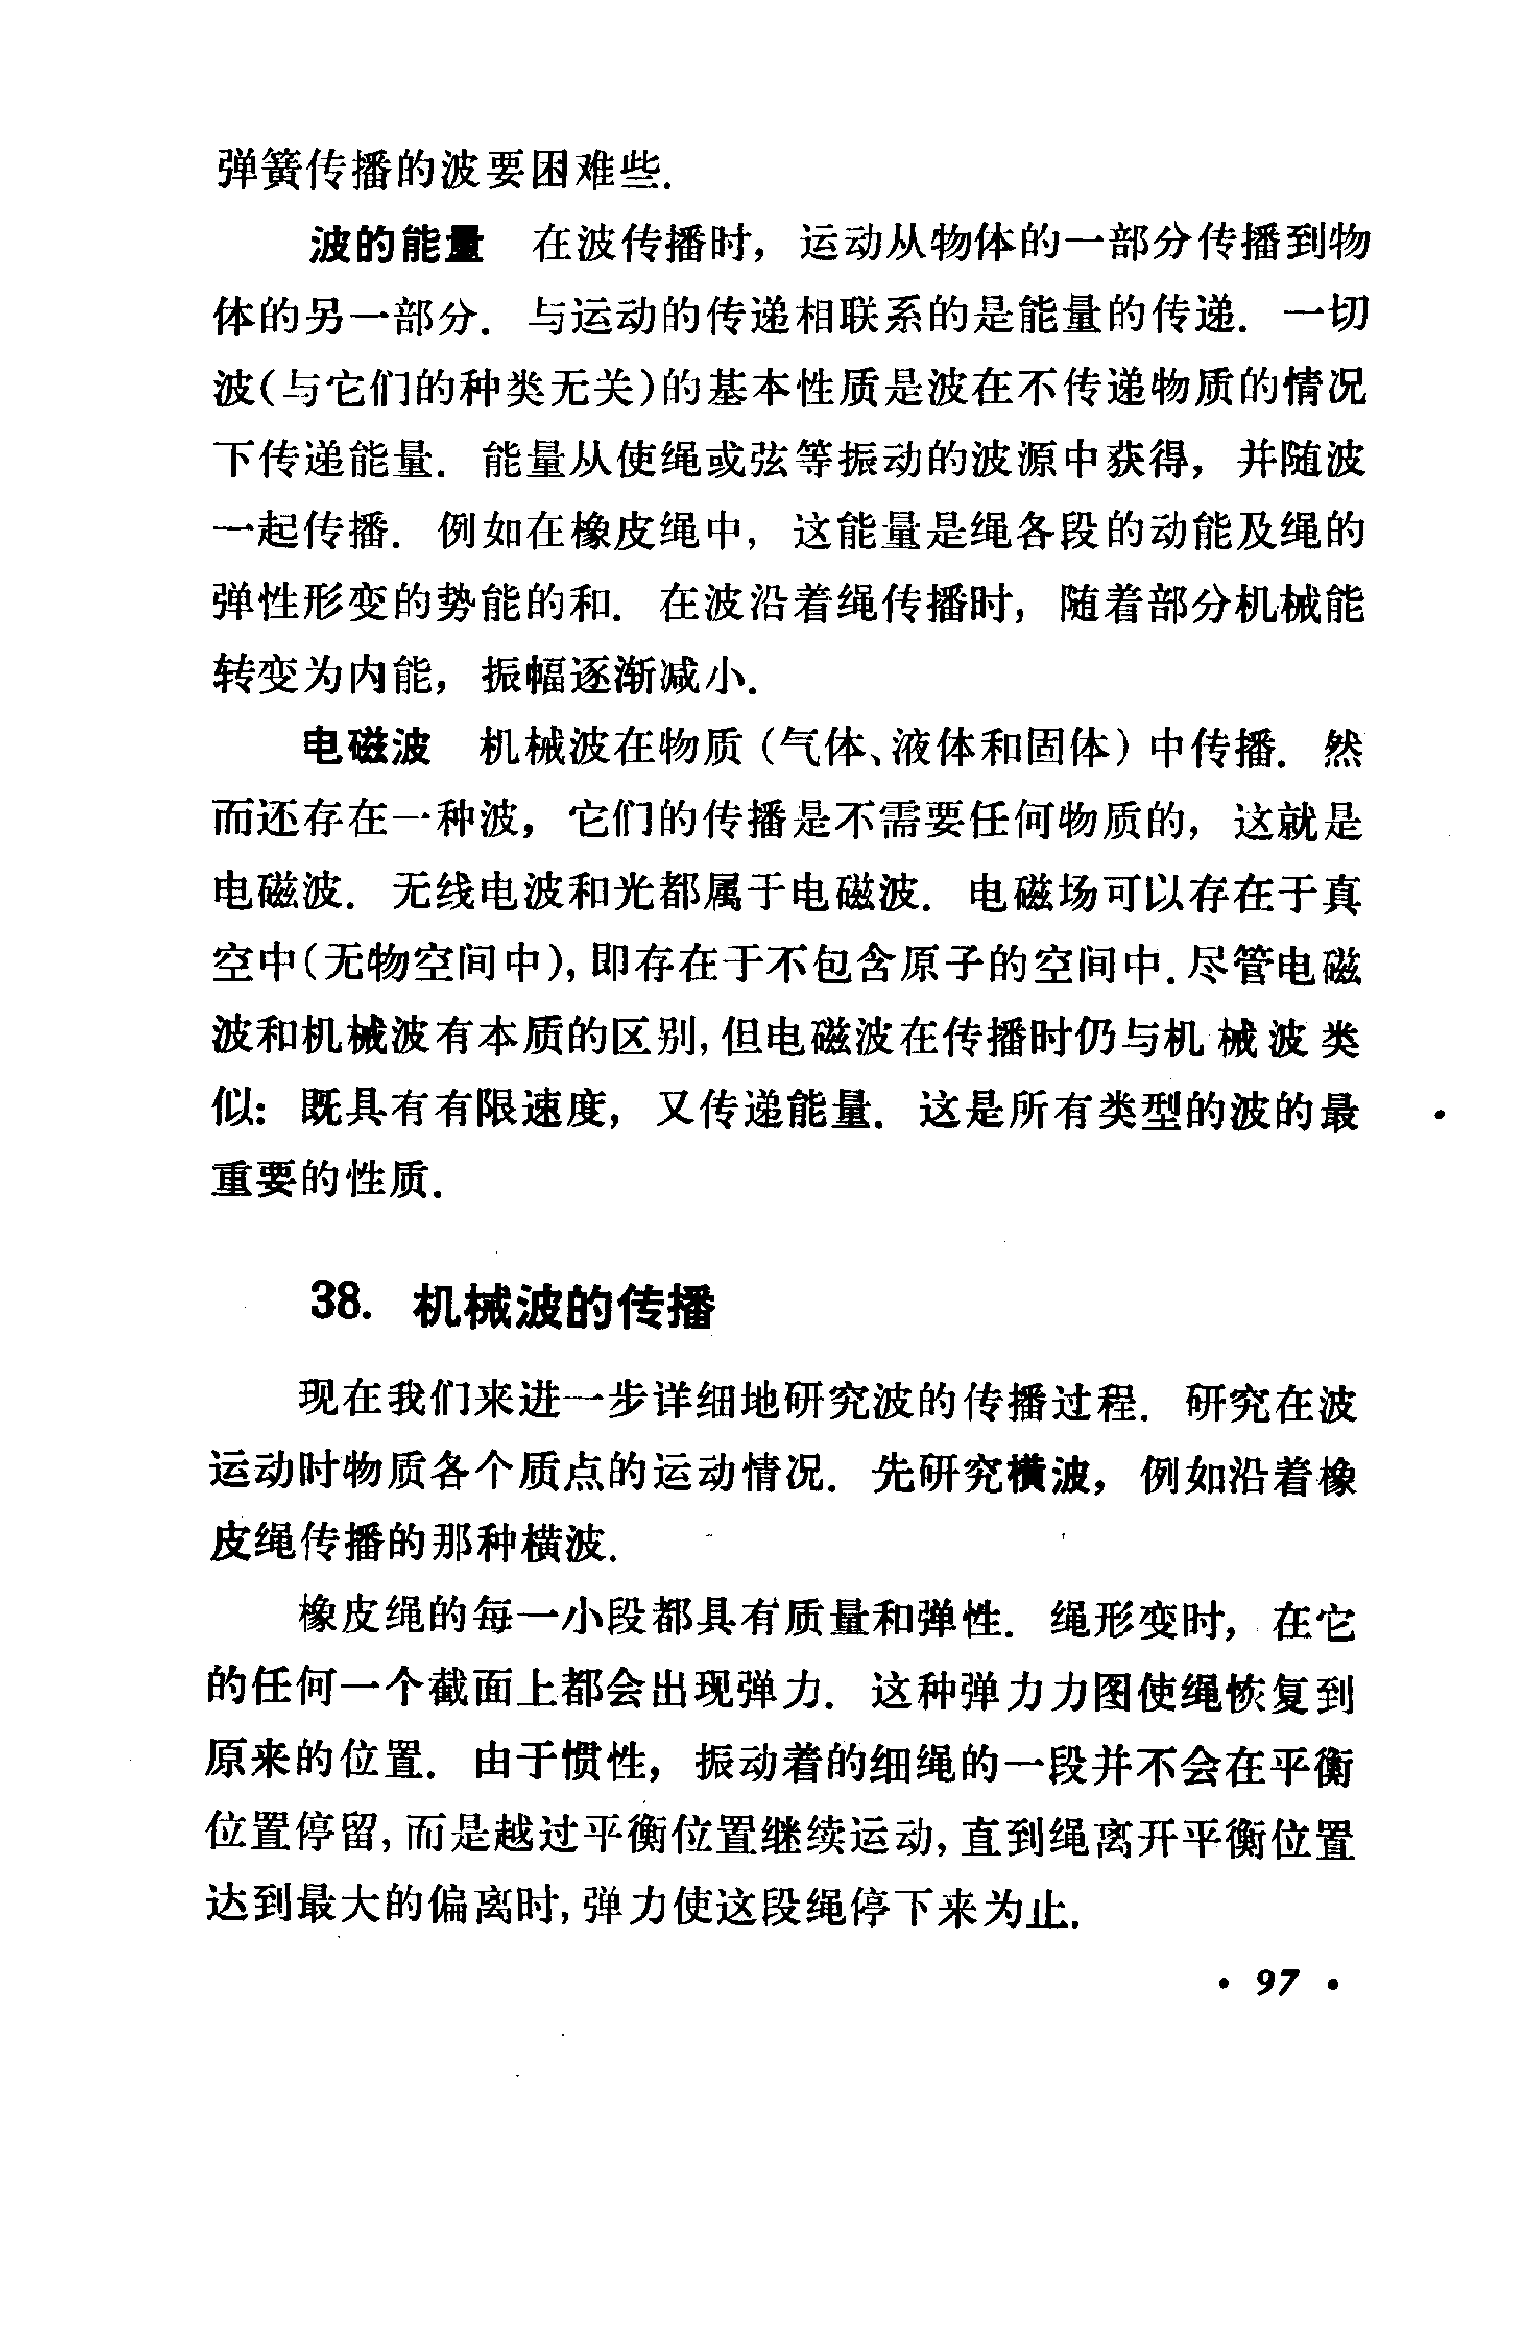 弹簧传播的波要困难些.
波的能量 在波传播时，运动从物体的一部分传播到物
体的另一部分. 与运动的传递相联系的是能量的传递. 一切
波(与它们的种类无关)的基本性质是波在不传递物质的情况
下传递能量. 能量从使绳或弦等振动的波源中获得，并随波
一起传播. 例如在橡皮绳中，这能量是绳各段的动能及绳的
弹性形变的势能的和. 在波沿着绳传播时，随着部分机械能
转变为内能，振幅逐渐减小.
电磁波 机械波在物质 (气体、液体和固体) 中传播. 然
而还存在一种波，它们的传播是不需要任何物质的，这就是
电磁波. 无线电波和光都属于电磁波. 电磁场可以存在于真
空中(无物空间中)，即存在于不包含原子的空间中. 尽管电磁
波和机械波有本质的区别，但电磁波在传播时仍与机械波类
似: 既具有有限速度，又传递能量. 这是所有类型的波的最
重要的性质.
38. 机械波的传播
现在我们来进一步详细地研究波的传播过程. 研究在波
运动时物质各个质点的运动情况. 先研究横波，例如沿着橡
皮绳传播的那种横波.
橡皮绳的每一小段都具有质量和弹性. 绳形变时，在它
的任何一个截面上都会出现弹力. 这种弹力力图使绳恢复到
原来的位置. 由于惯性，振动着的细绳的一段并不会在平衡
位置停留，而是越过平衡位置继续运动，直到绳离开平衡位置
达到最大的偏离时，弹力使这段绳停下来为止.
· 97 ·